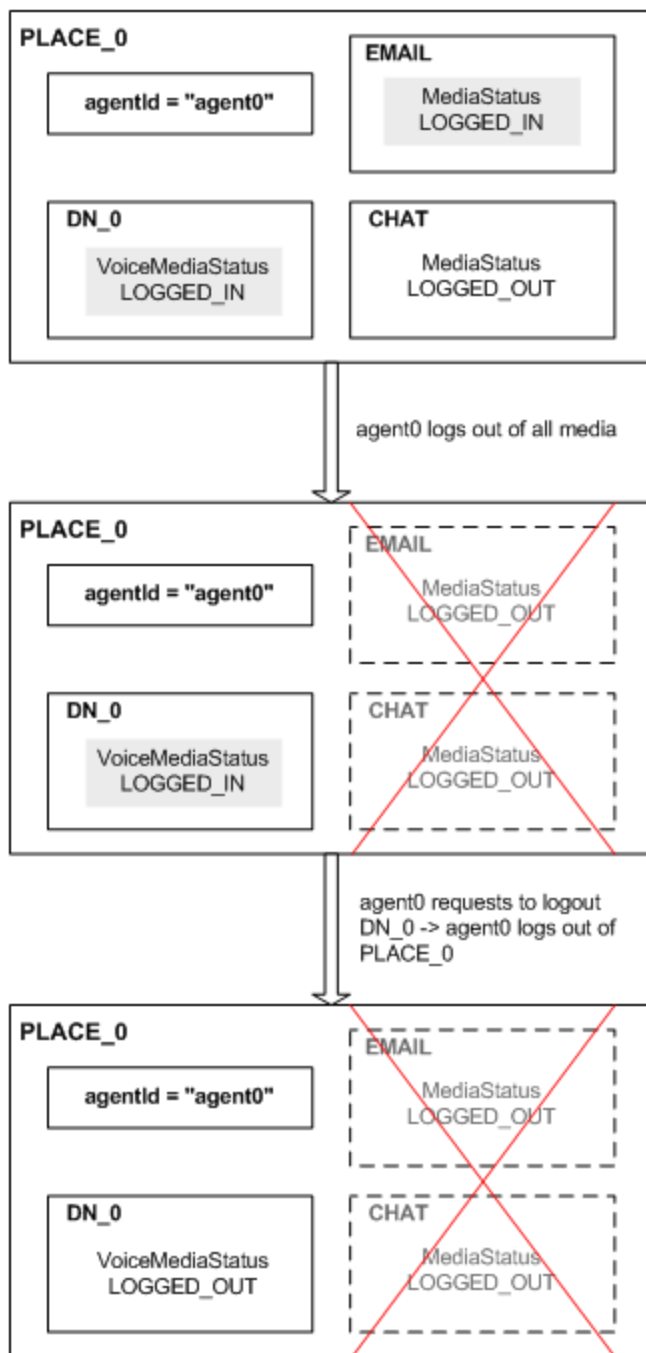 PLACE_0
agentId = "agent0"
EMAIL
MediaStatus
LOGGED_IN
DN_0
VoiceMediaStatus
LOGGED_IN
CHAT
MediaStatus
LOGGED_OUT
agent0 logs out of all media
PLACE_0
agentId = "agent0"
EMAIL
MediaStatus
LOGGED_OUT
DN_0
VoiceMediaStatus
LOGGED_IN
CHAT
MediaStatus
LOGGED_OUT
agent0 requests to logout
DN_0 -> agent0 logs out of
PLACE_0
PLACE_0
agentId = "agent0"
EMAIL
MediaStatus
LOGGED_OUT
DN_0
VoiceMediaStatus
LOGGED_OUT
CHAT
MediaStatus
LOGGED_OUT